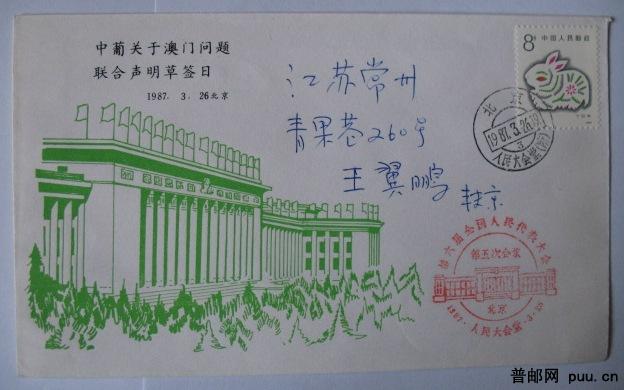 中葡关于澳门问题
联合声明草签日
1987. 3. 26北京
8分 中国人民邮政
江苏常州
青果巷260号
王翼鹏
北京
1987.3.26.19
3
人民大会堂
第六届全国人民代表大会
第五次会议
北京
1987. 人民大会堂
普邮网 puu.cn